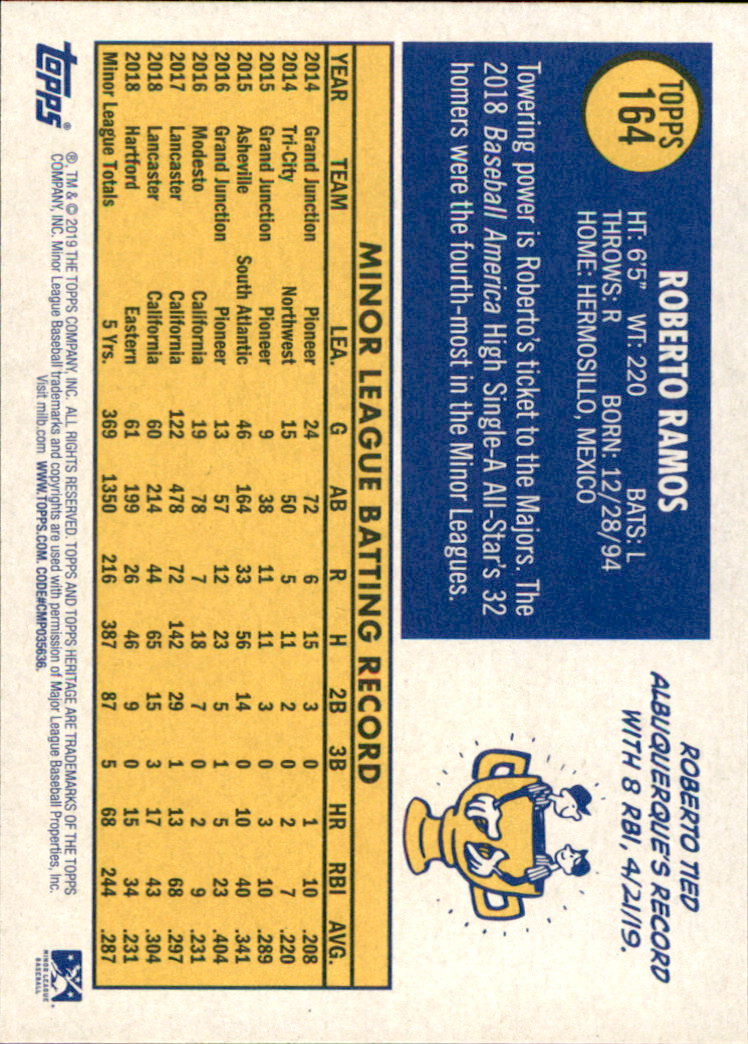 TOPPS
164
ROBERTO RAMOS
HT: 6'5" WT: 220 BATS: L
THROWS: R BORN: 12/28/94
HOME: HERMOSILLO, MEXICO
Towering power is Roberto's ticket to the Majors. The
2018 Baseball America High Single-A All-Star's 32
homers were the fourth-most in the Minor Leagues.
ROBERTO TIED
ALBUQUERQUE'S RECORD
WITH 8 RBI, 4/21/19.
MINOR LEAGUE BATTING RECORD
YEAR TEAM LEA. G AB R H 2B 3B HR RBI AVG.
2014 Grand Junction Pioneer 24 72 6 15 3 0 1 10 .208
2014 Tri-City Northwest 15 50 5 11 2 0 2 7 .220
2015 Grand Junction Pioneer 9 38 11 11 3 0 3 10 .289
2015 Asheville South Atlantic 46 164 33 56 14 0 10 40 .341
2016 Grand Junction Pioneer 13 57 12 23 5 1 5 23 .404
2016 Modesto California 19 78 7 18 7 0 2 9 .231
2017 Lancaster California 122 478 72 142 29 1 13 68 .297
2018 Lancaster California 60 214 44 65 15 3 17 43 .304
2018 Hartford Eastern 61 199 26 46 9 0 15 34 .231
Minor League Totals 5 Yrs. 369 1350 216 387 87 5 68 244 .287
topps®
®, TM & © 2019 THE TOPPS COMPANY, INC. ALL RIGHTS RESERVED. TOPPS AND TOPPS HERITAGE ARE TRADEMARKS OF THE TOPPS
COMPANY, INC. Minor League Baseball trademarks and copyrights are used with permission of Major League Baseball Properties, Inc.
Visit milb.com WWW.TOPPS.COM. CODE#CMP035636.
MINOR LEAGUE
BASEBALL